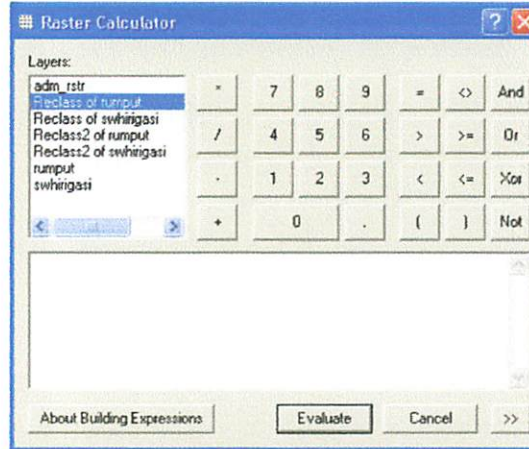 Raster Calculator
Layers:
adm_rstr
Reclass of rumput
Reclass of swhirigasi
Reclass2 of rumput
Reclass2 of swhirigasi
rumput
swhirigasi
* 7 8 9 = <> And
/ 4 5 6 > >= Or
- 1 2 3 < <= Xor
+ 0 . ( ) Not
About Building Expressions Evaluate Cancel >>